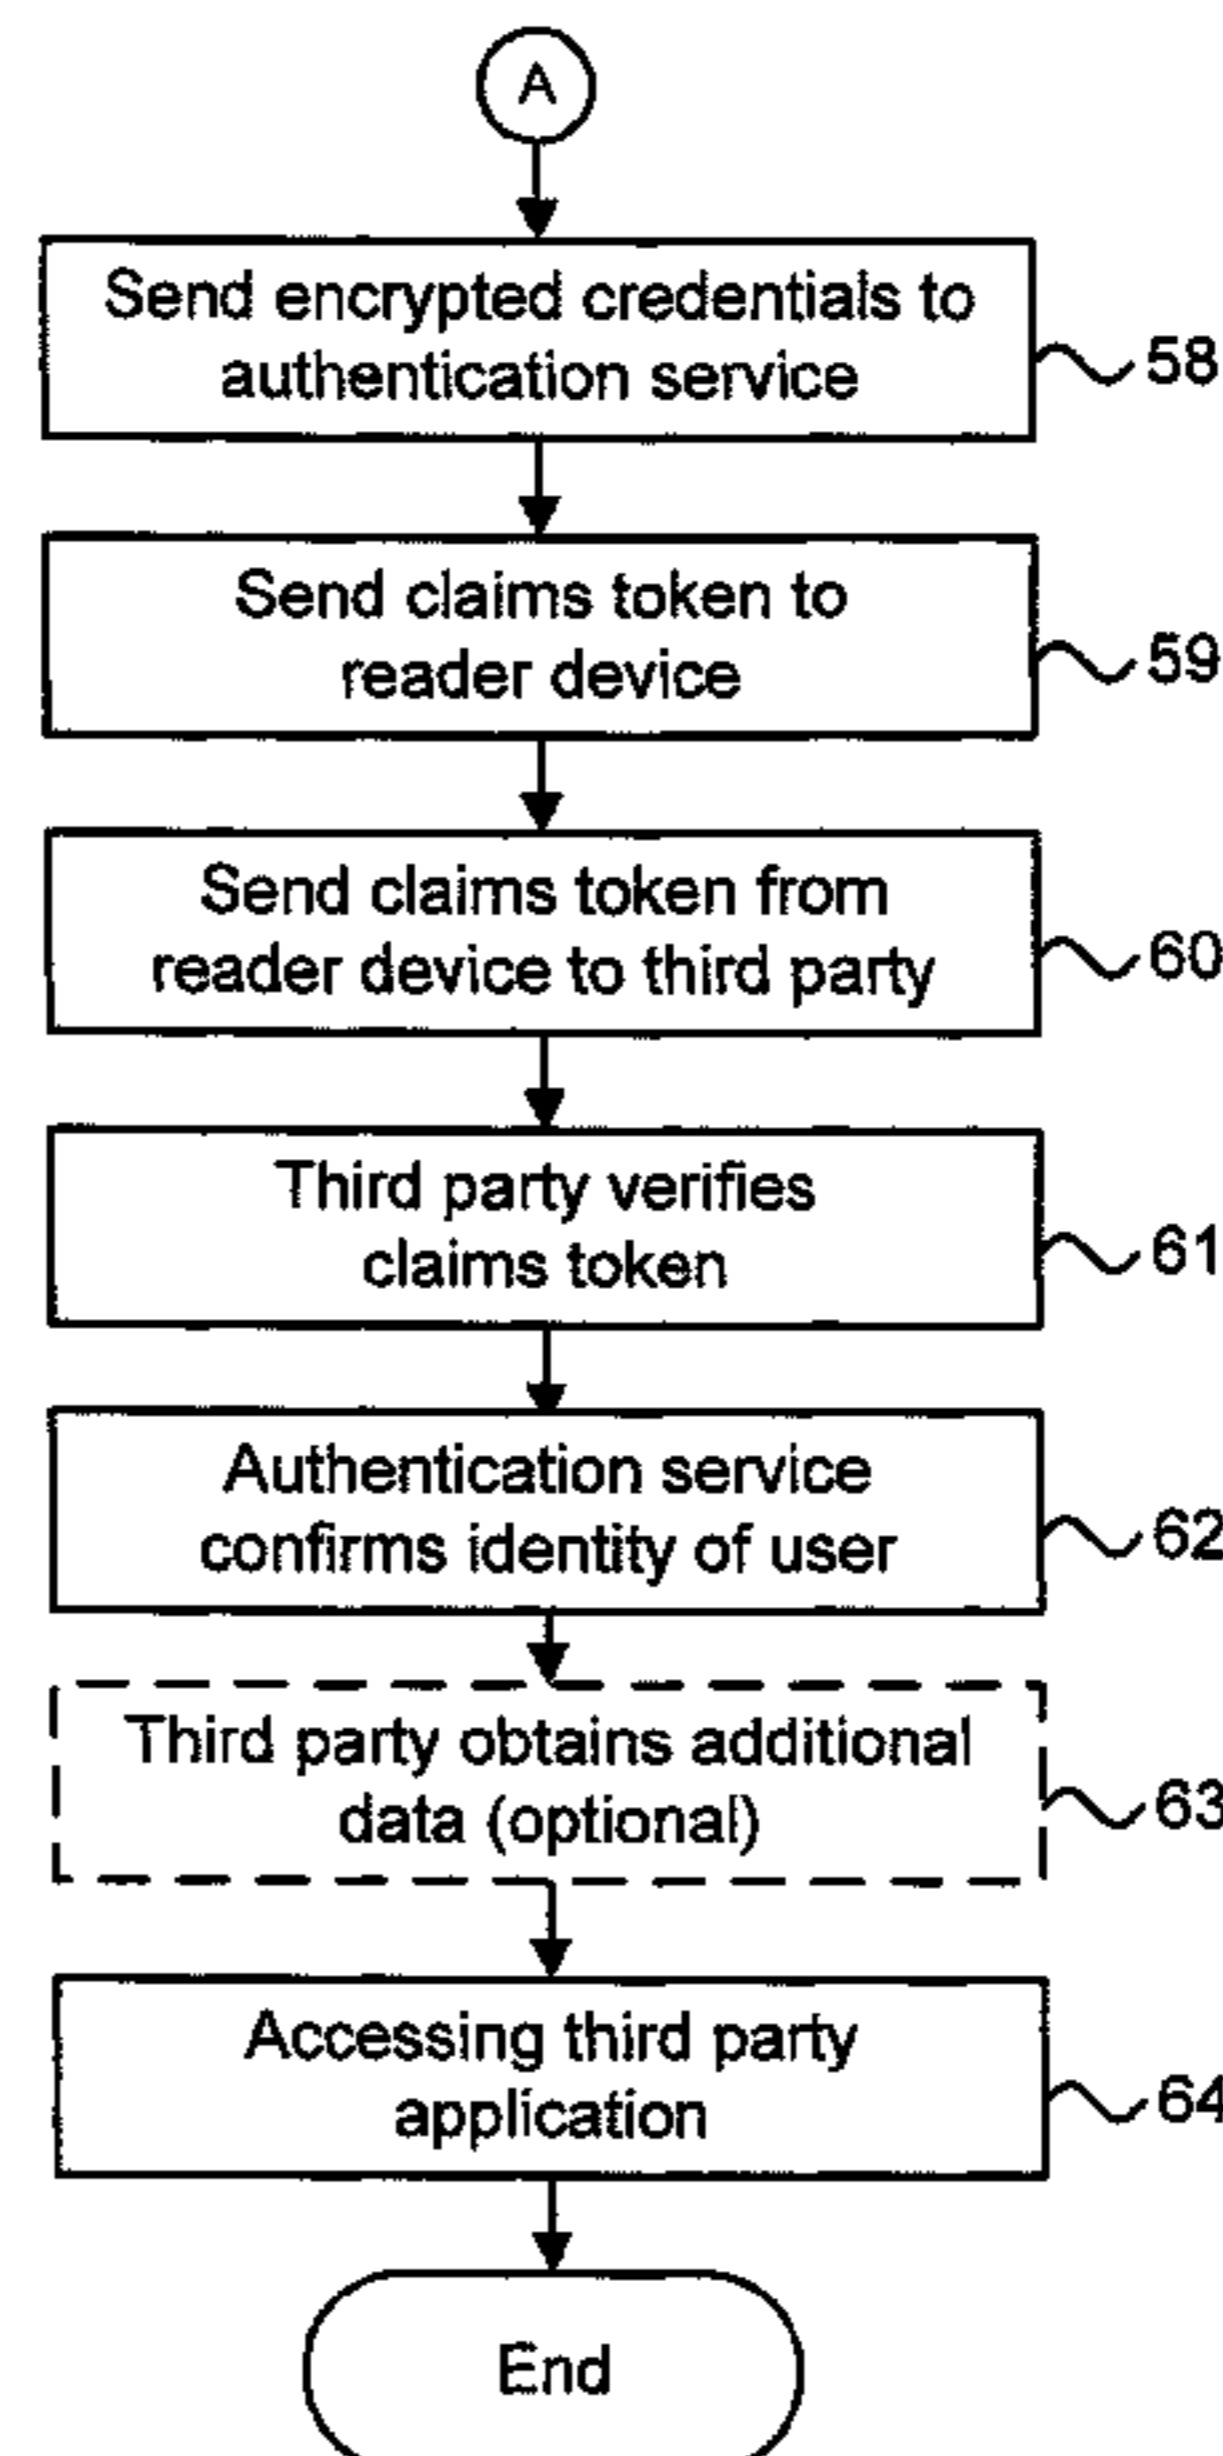 A
Send encrypted credentials to
authentication service
58
Send claims token to
reader device
59
Send claims token from
reader device to third party
60
Third party verifies
claims token
61
Authentication service
confirms identity of user
62
Third party obtains additional
data (optional)
63
Accessing third party
application
64
End